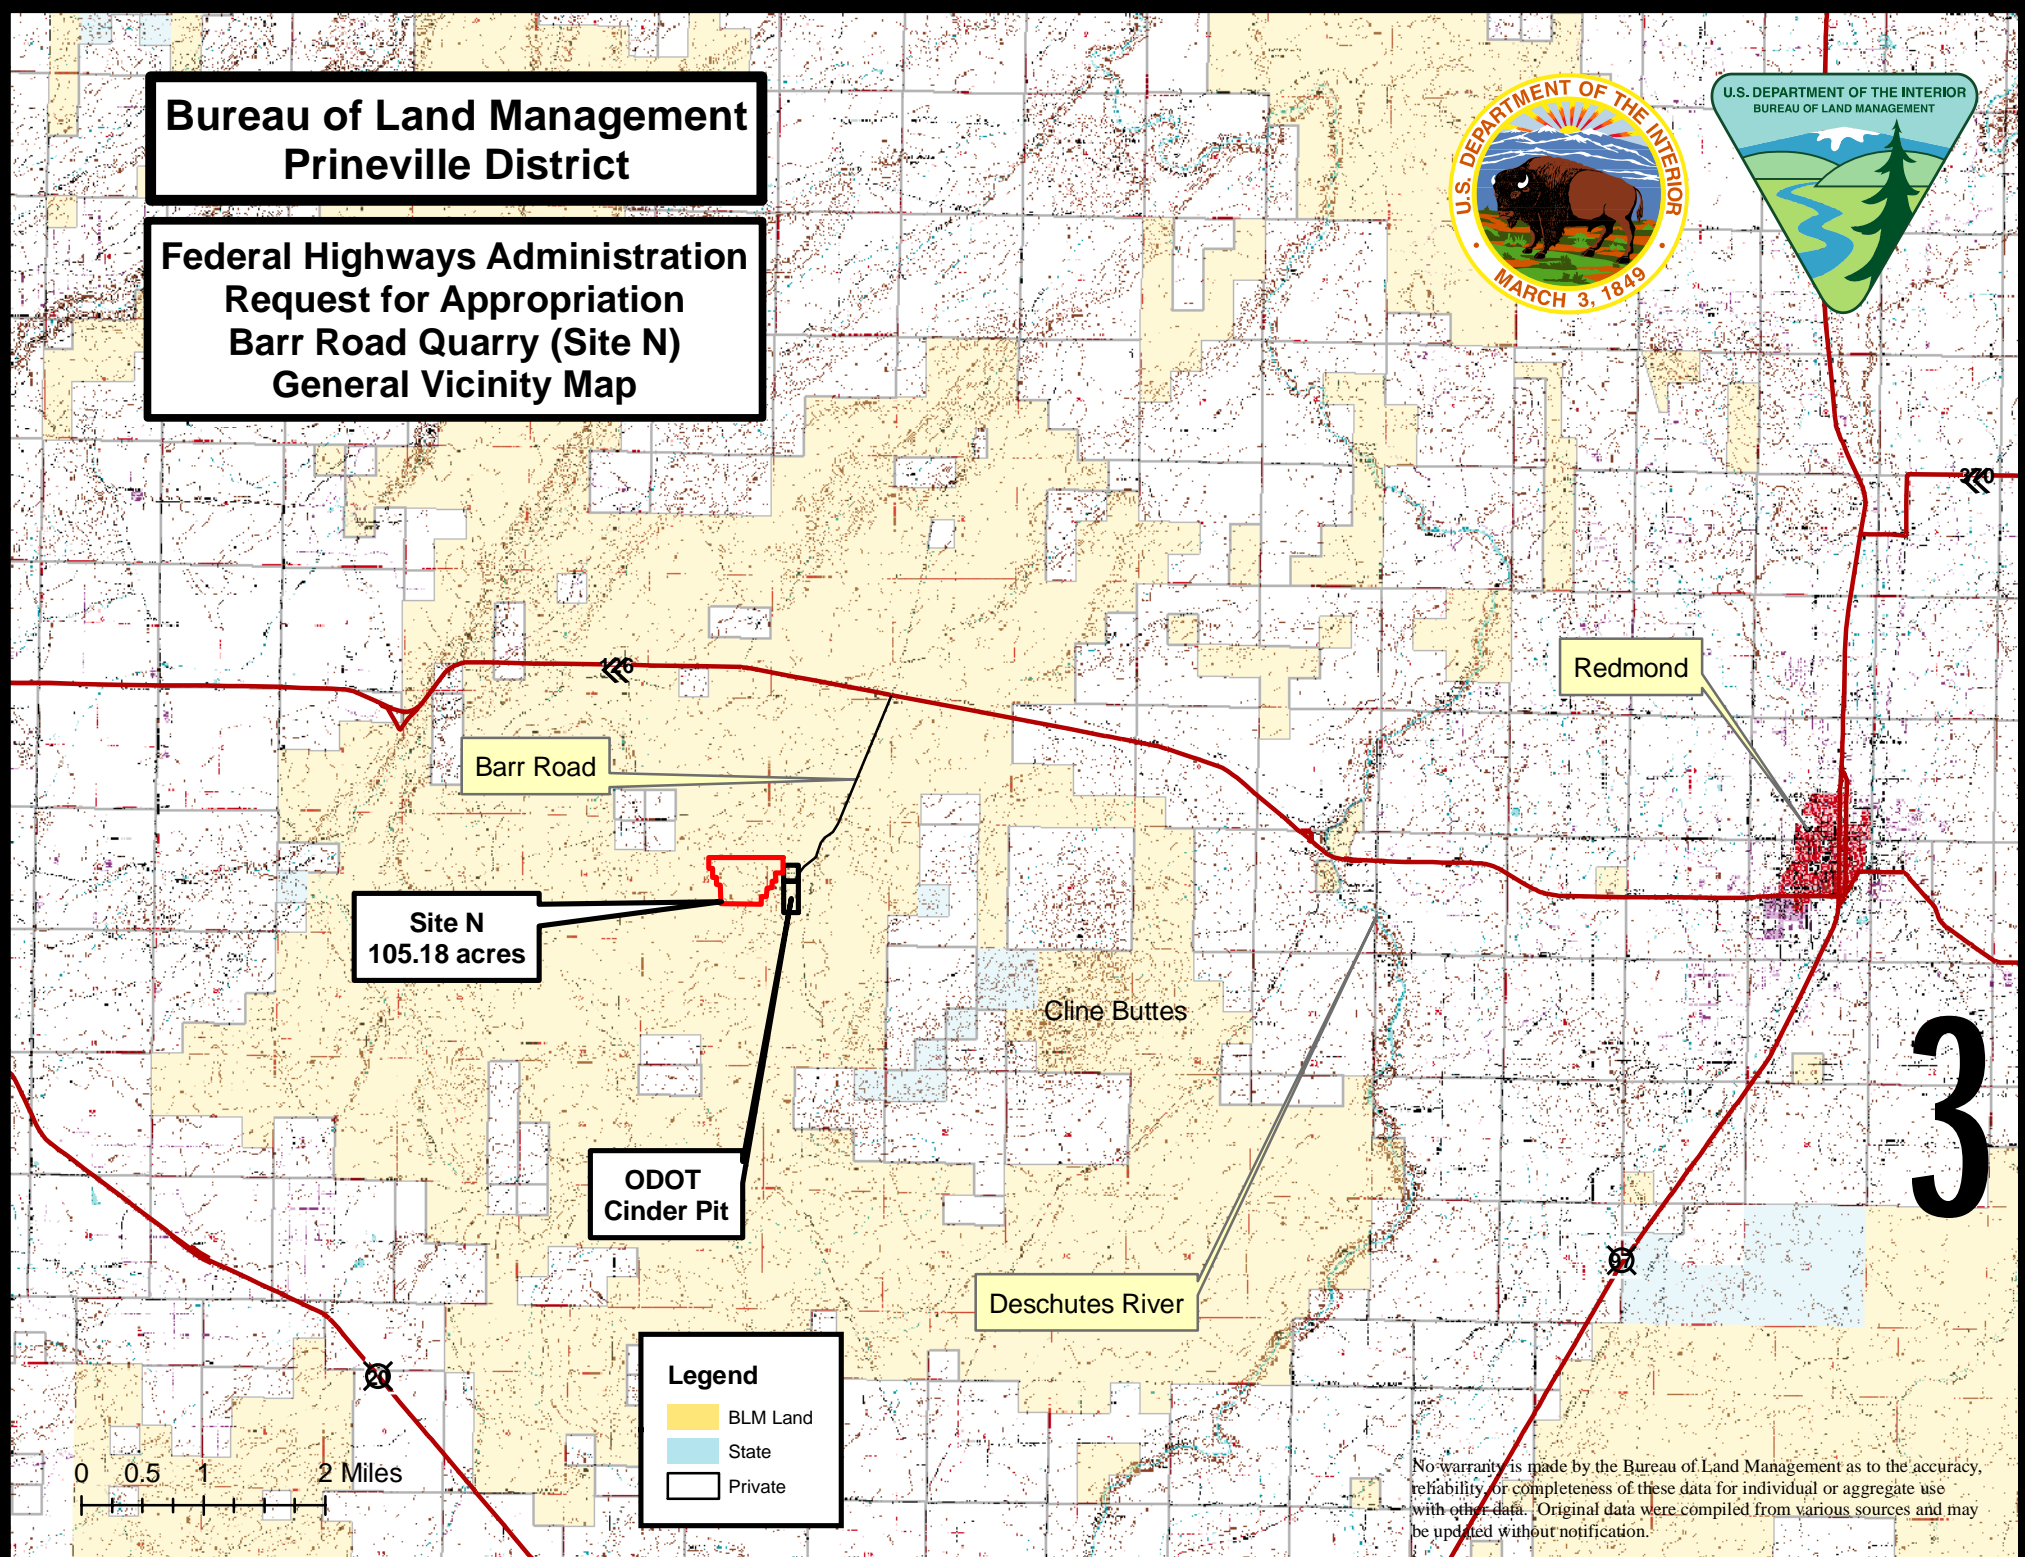 Bureau of Land Management
Prineville District
Federal Highways Administration
Request for Appropriation
Barr Road Quarry (Site N)
General Vicinity Map
U.S. DEPARTMENT OF THE INTERIOR
MARCH 3, 1849
U.S. DEPARTMENT OF THE INTERIOR
BUREAU OF LAND MANAGEMENT
370
126
Redmond
Barr Road
Site N
105.18 acres
Cline Buttes
3
ODOT
Cinder Pit
97
Deschutes River
20
Legend
BLM Land
State
Private
0 0.5 1 2 Miles
No warranty is made by the Bureau of Land Management as to the accuracy,
reliability, or completeness of these data for individual or aggregate use
with other data. Original data were compiled from various sources and may
be updated without notification.